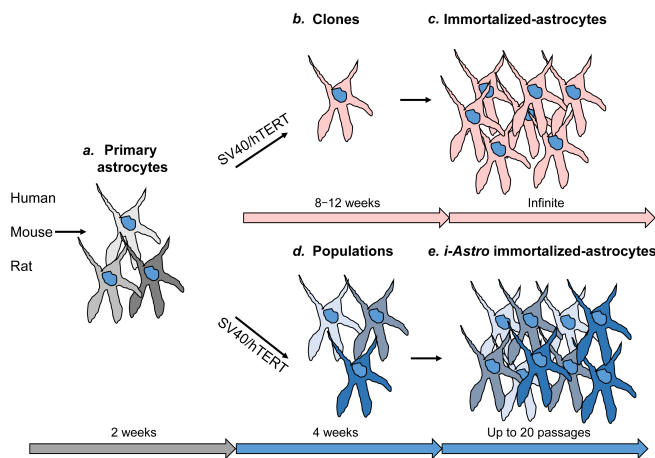 b. Clones
c. Immortalized-astrocytes
SV40/hTERT
a. Primary
astrocytes
Human
Mouse
Rat
8–12 weeks
Infinite
d. Populations
e. i-Astro immortalized-astrocytes
SV40/hTERT
2 weeks
4 weeks
Up to 20 passages